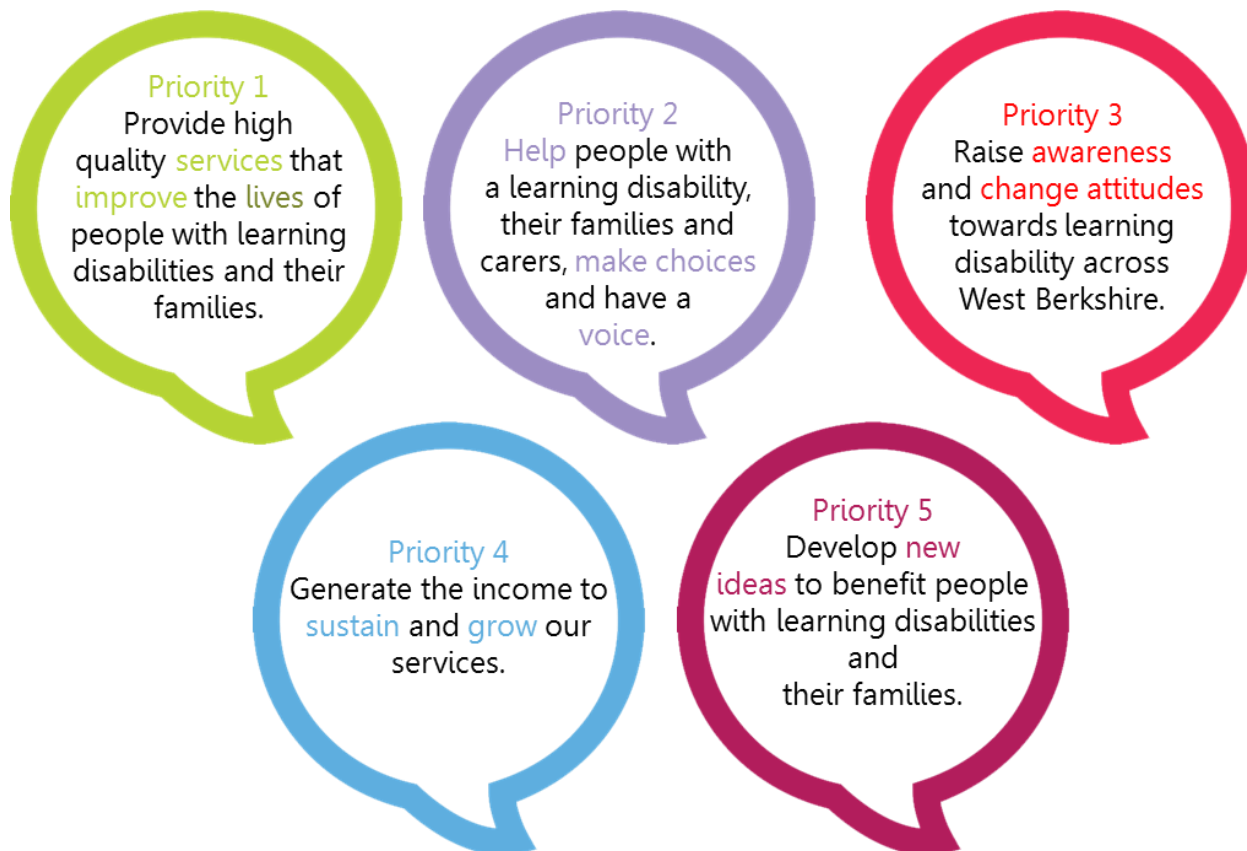 Priority 1
Provide high
quality services that
improve the lives of
people with learning
disabilities and their
families.
Priority 2
Help people with
a learning disability,
their families and
carers, make choices
and have a
voice.
Priority 3
Raise awareness
and change attitudes
towards learning
disability across
West Berkshire.
Priority 4
Generate the income to
sustain and grow our
services.
Priority 5
Develop new
ideas to benefit people
with learning disabilities
and
their families.